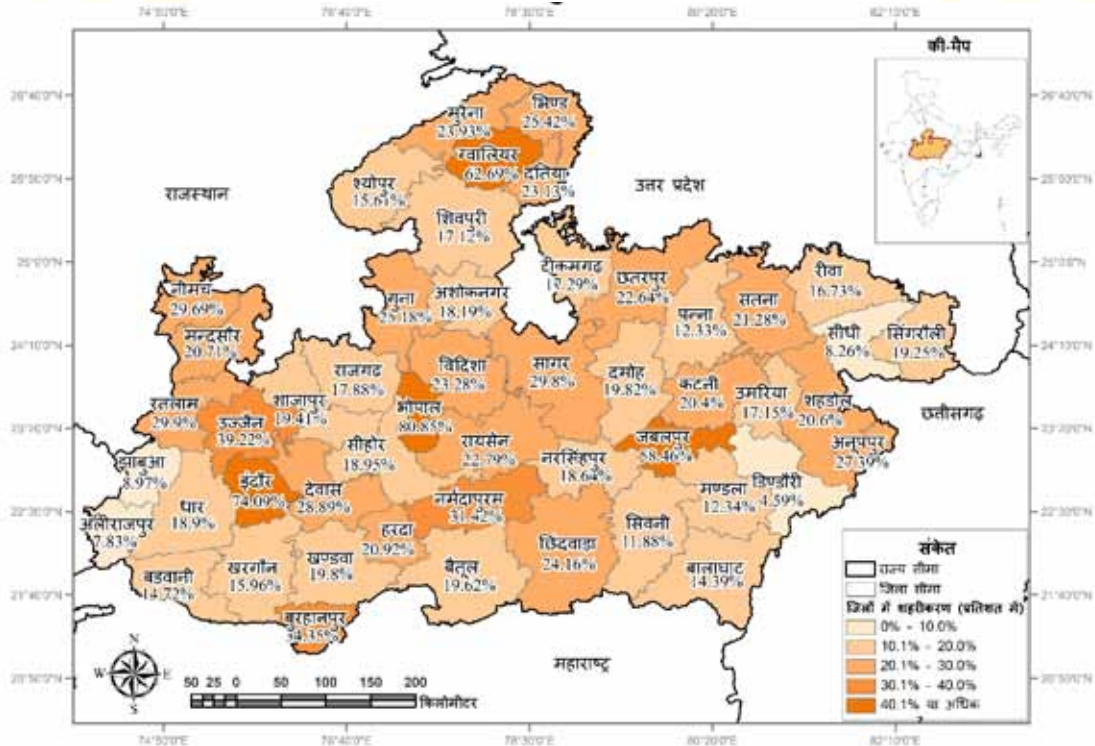 74°50'0"E 76°40'0"E 78°30'0"E 80°20'0"E 82°10'0"E
की-मैप
राजस्थान
उत्तर प्रदेश
छत्तीसगढ़
महाराष्ट्र
मुरैना
23.93%
भिण्ड
25.42%
ग्वालियर
62.69%
दतिया
23.13%
श्योपुर
15.61%
शिवपुरी
17.12%
टीकमगढ़
17.29%
छतरपुर
22.64%
पन्ना
12.33%
सतना
21.28%
रीवा
16.73%
सीधी
8.26%
सिंगरौली
19.25%
नीमच
29.69%
मन्दसौर
20.71%
गुना
25.18%
अशोकनगर
18.19%
राजगढ़
17.88%
विदिशा
23.28%
सागर
29.8%
दमोह
19.82%
कटनी
20.4%
उमरिया
17.15%
शहडोल
20.6%
अनुपपुर
27.39%
रतलाम
29.9%
उज्जैन
39.22%
शाजापुर
19.41%
भोपाल
80.85%
सीहोर
18.95%
रायसेन
22.79%
नरसिंहपुर
18.64%
जबलपुर
58.46%
डिण्डौरी
4.59%
मण्डला
12.34%
झाबुआ
8.97%
धार
18.9%
इंदौर
74.09%
देवास
28.89%
नर्मदापुरम
31.42%
हरदा
20.92%
अलीराजपुर
7.83%
बड़वानी
14.72%
खरगौन
15.96%
खण्डवा
19.8%
बुरहानपुर
34.35%
बैतूल
19.62%
छिंदवाड़ा
24.16%
सिवनी
11.88%
बालाघाट
14.39%
संकेत
राज्य सीमा
जिला सीमा
जिलों में शहरीकरण (प्रतिशत में)
0% - 10.0%
10.1% - 20.0%
20.1% - 30.0%
30.1% - 40.0%
40.1% या अधिक
N
W E
S
50 25 0 50 100 150 200
किलोमीटर
74°50'0"E 76°40'0"E 78°30'0"E 80°20'0"E 82°10'0"E